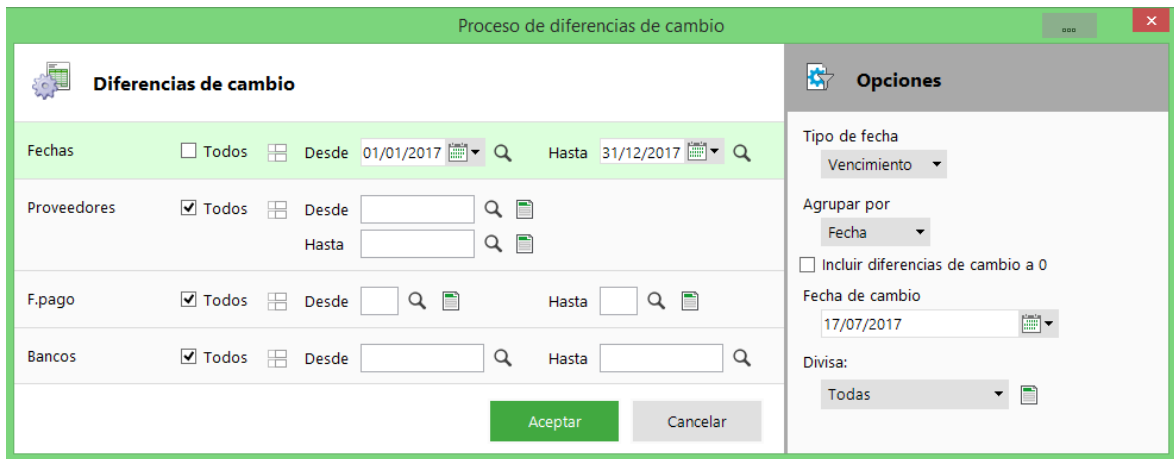 Proceso de diferencias de cambio
Diferencias de cambio
Fechas Todos Desde 01/01/2017 Hasta 31/12/2017
Proveedores Todos Desde
Hasta
F.pago Todos Desde Hasta
Bancos Todos Desde Hasta
Aceptar Cancelar
Opciones
Tipo de fecha
Vencimiento
Agrupar por
Fecha
Incluir diferencias de cambio a 0
Fecha de cambio
17/07/2017
Divisa:
Todas